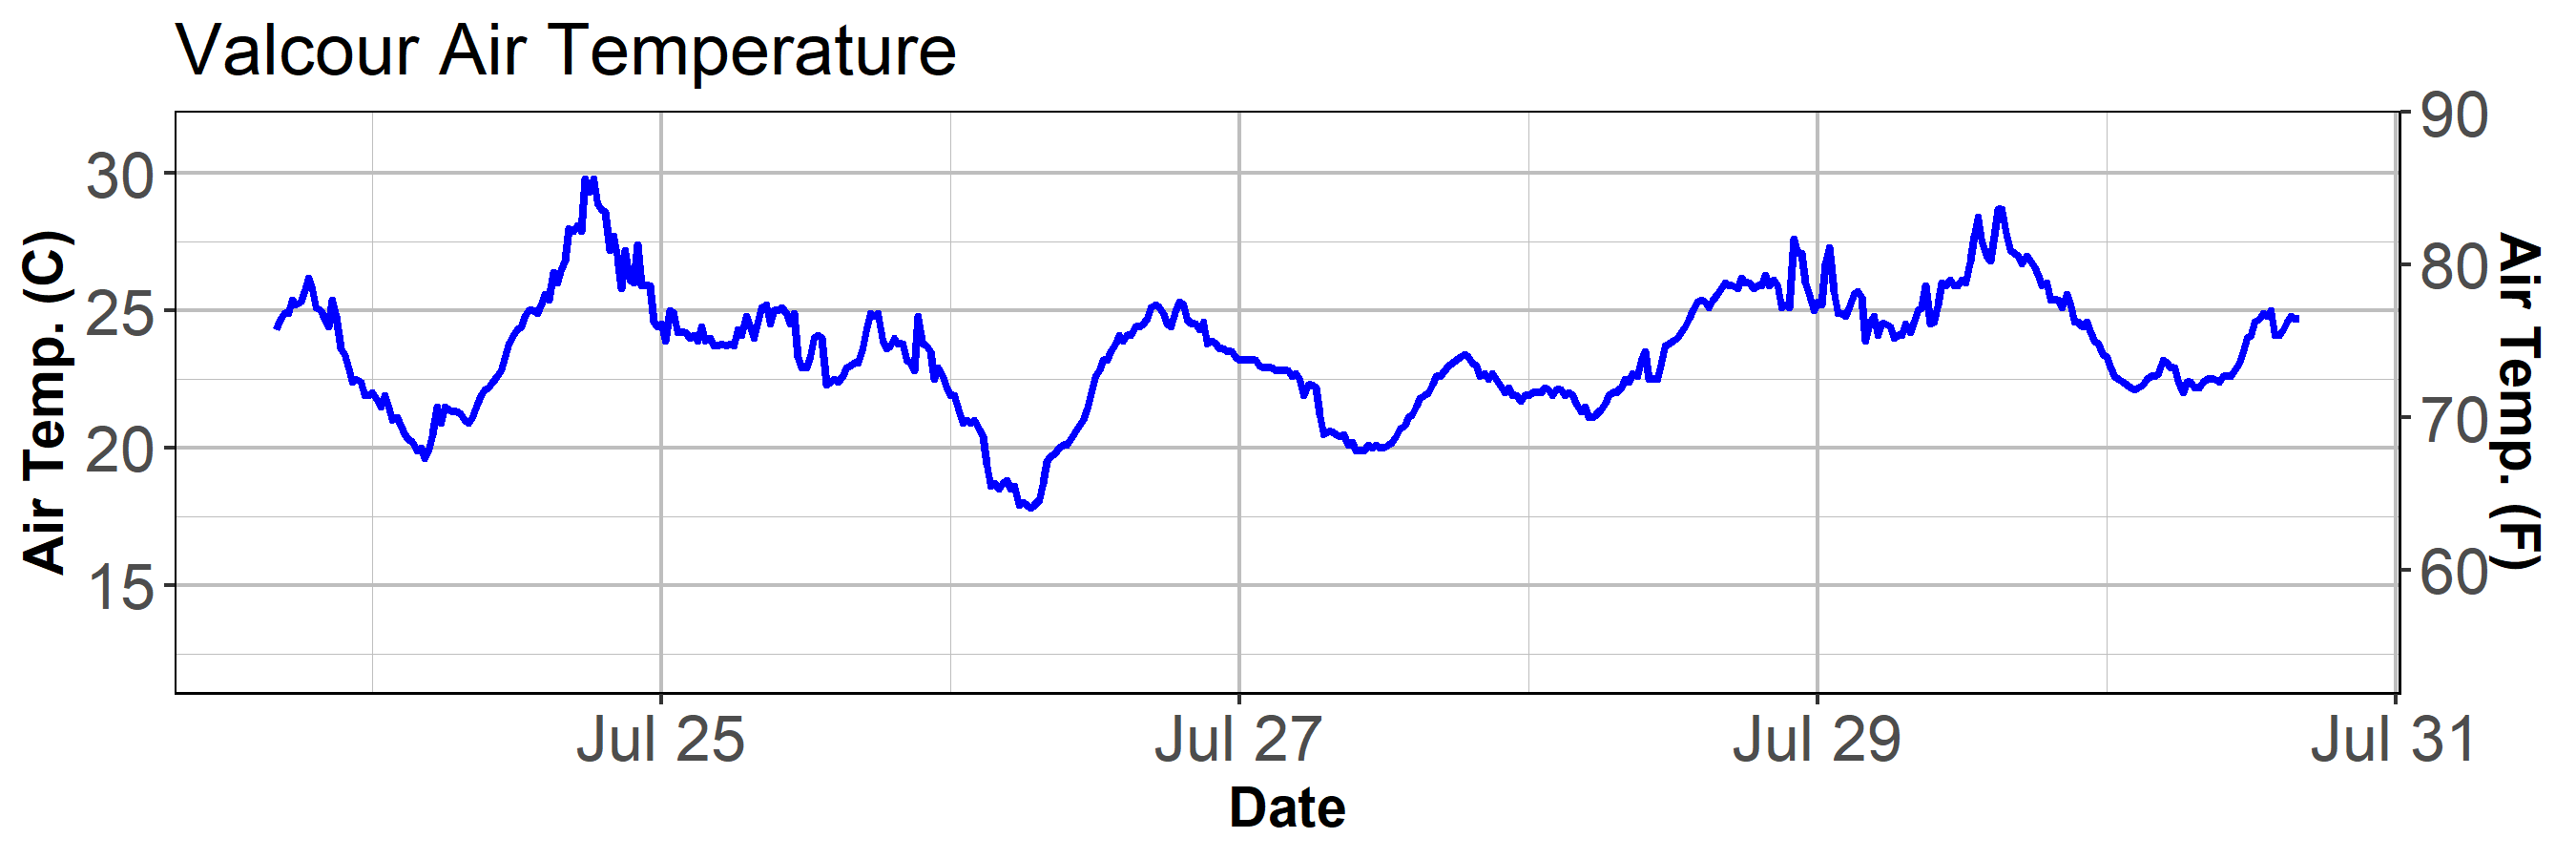 Valcour Air Temperature
Air Temp. (C)
30
25
20
15
90
80
70
60
Air Temp. (F)
Jul 25
Jul 27
Jul 29
Jul 31
Date